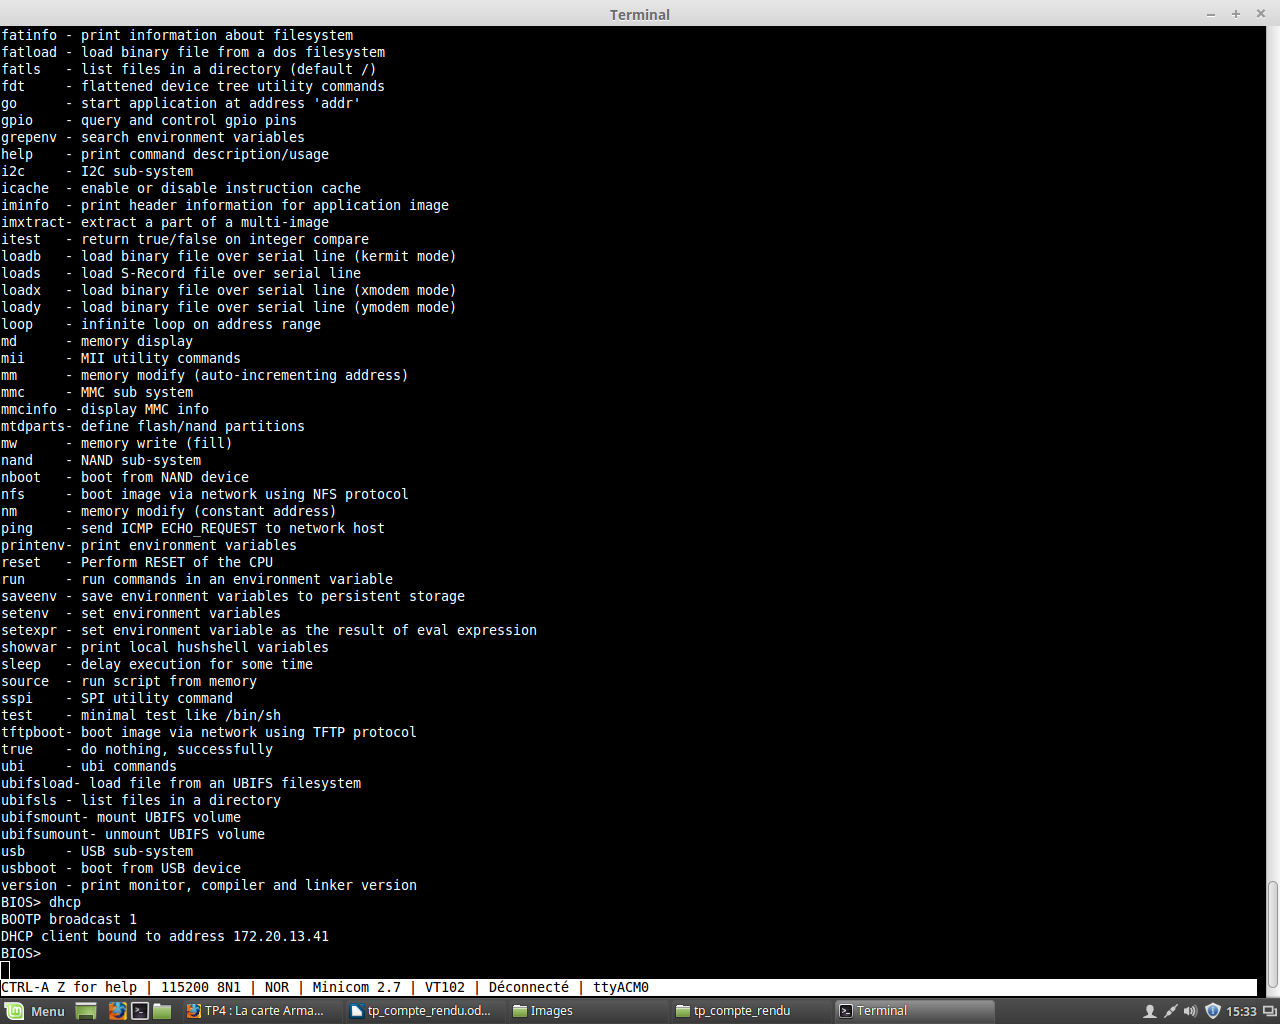 Terminal
fatinfo - print information about filesystem
fatload - load binary file from a dos filesystem
fatls   - list files in a directory (default /)
fdt     - flattened device tree utility commands
go      - start application at address 'addr'
gpio    - query and control gpio pins
grepenv - search environment variables
help    - print command description/usage
i2c     - I2C sub-system
icache  - enable or disable instruction cache
iminfo  - print header information for application image
imxtract- extract a part of a multi-image
itest   - return true/false on integer compare
loadb   - load binary file over serial line (kermit mode)
loads   - load S-Record file over serial line
loadx   - load binary file over serial line (xmodem mode)
loady   - load binary file over serial line (ymodem mode)
loop    - infinite loop on address range
md      - memory display
mii     - MII utility commands
mm      - memory modify (auto-incrementing address)
mmc     - MMC sub system
mmcinfo - display MMC info
mtdparts- define flash/nand partitions
mw      - memory write (fill)
nand    - NAND sub-system
nboot   - boot from NAND device
nfs     - boot image via network using NFS protocol
nm      - memory modify (constant address)
ping    - send ICMP ECHO_REQUEST to network host
printenv- print environment variables
reset   - Perform RESET of the CPU
run     - run commands in an environment variable
saveenv - save environment variables to persistent storage
setenv  - set environment variables
setexpr - set environment variable as the result of eval expression
showvar - print local hushshell variables
sleep   - delay execution for some time
source  - run script from memory
sspi    - SPI utility command
test    - minimal test like /bin/sh
tftpboot- boot image via network using TFTP protocol
true    - do nothing, successfully
ubi     - ubi commands
ubifsload- load file from an UBIFS filesystem
ubifsls - list files in a directory
ubifsmount- mount UBIFS volume
ubifsumount- unmount UBIFS volume
usb     - USB sub-system
usbboot - boot from USB device
version - print monitor, compiler and linker version
BIOS> dhcp
BOOTP broadcast 1
DHCP client bound to address 172.20.13.41
BIOS>
CTRL-A Z for help | 115200 8N1 | NOR | Minicom 2.7 | VT102 | Déconnecté | ttyACM0
Menu TP4 : La carte Arma... tp_compte_rendu.od... Images tp_compte_rendu Terminal 15:33